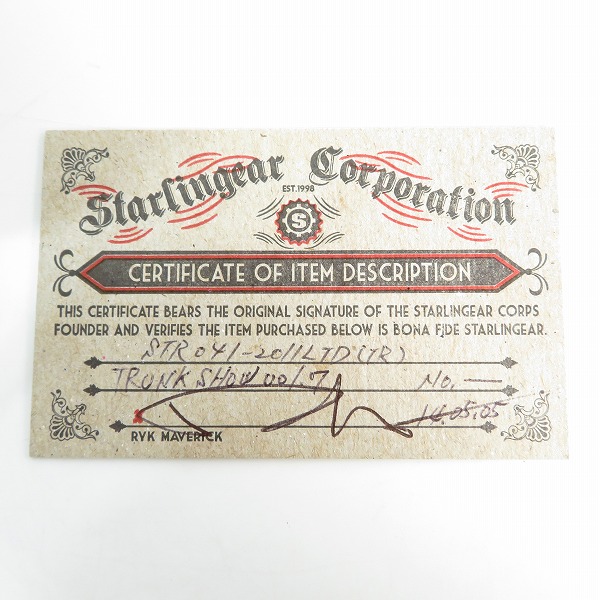 Starlingear Corporation
EST.1998
S
CERTIFICATE OF ITEM DESCRIPTION
THIS CERTIFICATE BEARS THE ORIGINAL SIGNATURE OF THE STARLINGEAR CORPS
FOUNDER AND VERIFIES THE ITEM PURCHASED BELOW IS BONA FIDE STARLINGEAR.
STR041-2011LTD(TR)
TRUNK SHOW 001.7 No. —
x 14.05.05
RYK MAVERICK